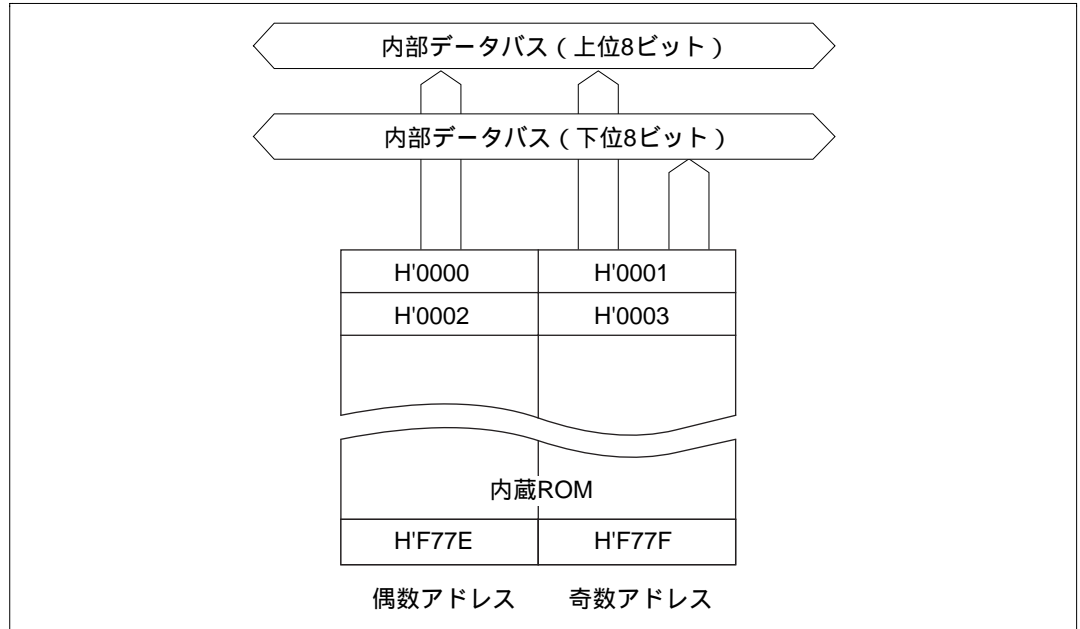 内部データバス（上位8ビット）
内部データバス（下位8ビット）
H'0000 H'0001
H'0002 H'0003
内蔵ROM
H'F77E H'F77F
偶数アドレス 奇数アドレス